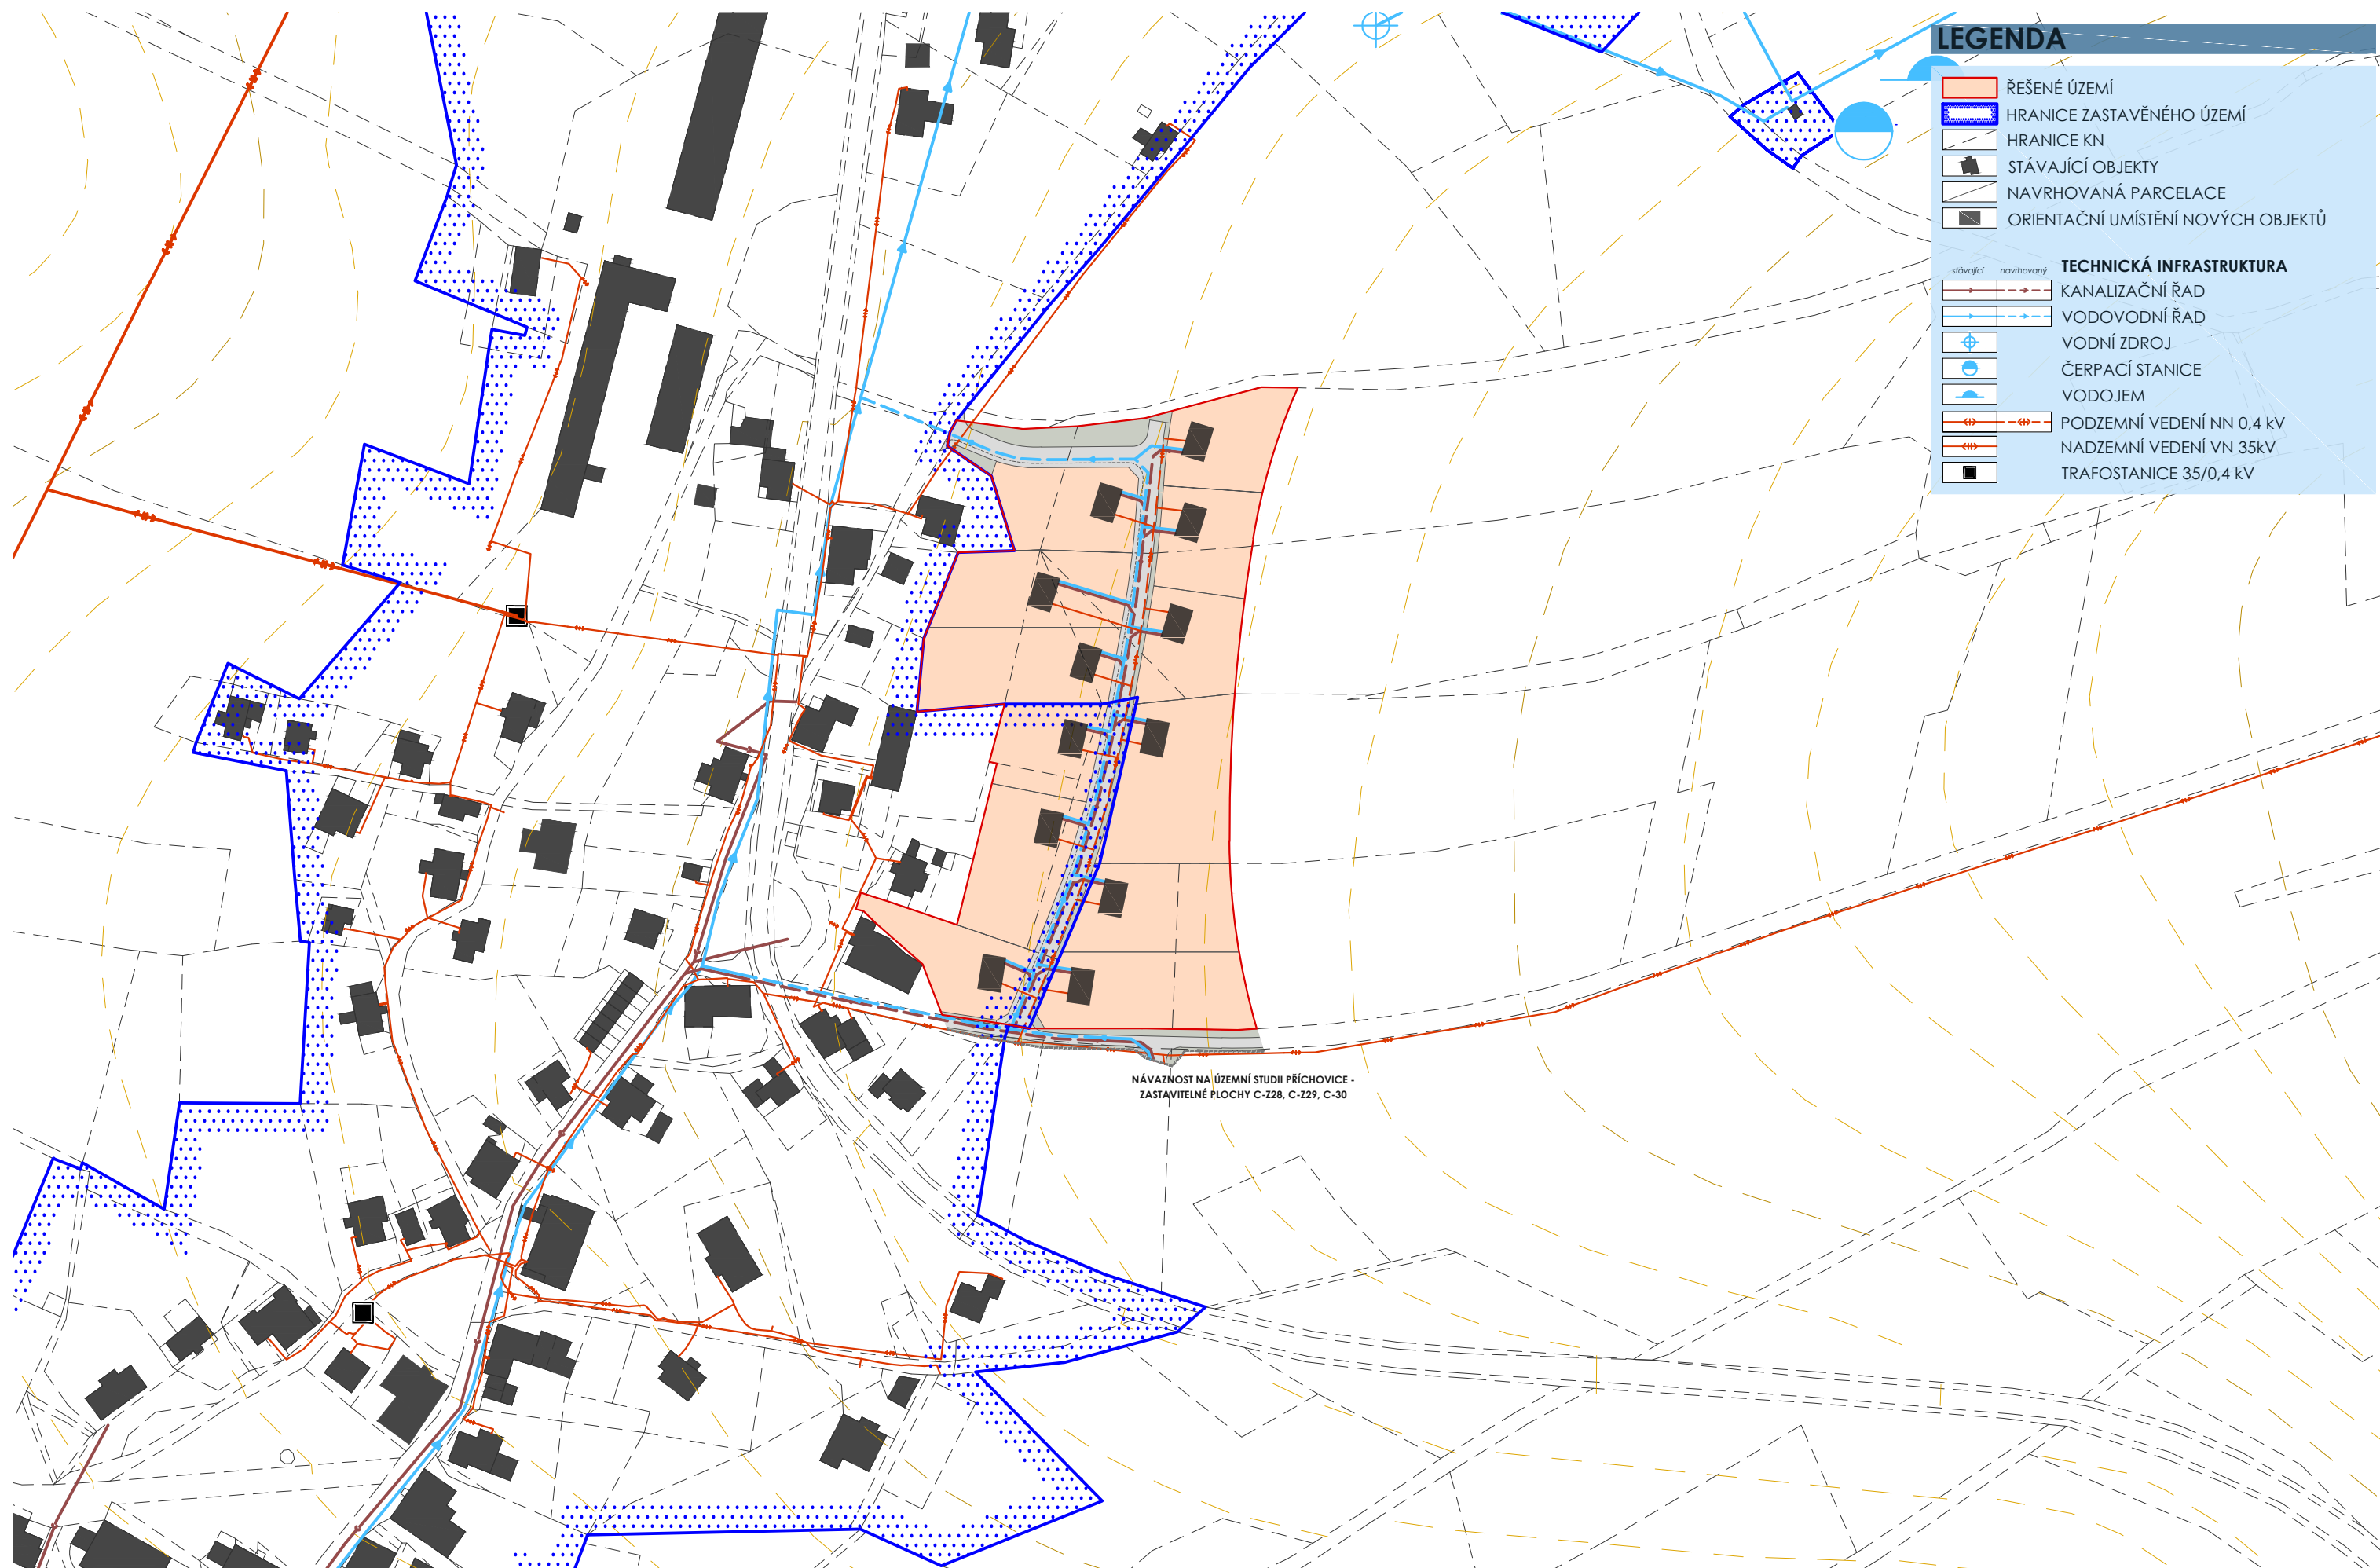 LEGENDA
ŘEŠENÉ ÚZEMÍ
HRANICE ZASTAVĚNÉHO ÚZEMÍ
HRANICE KN
STÁVAJÍCÍ OBJEKTY
NAVRHOVANÁ PARCELACE
ORIENTAČNÍ UMÍSTĚNÍ NOVÝCH OBJEKTŮ
stávající navrhovaný TECHNICKÁ INFRASTRUKTURA
KANALIZAČNÍ ŘAD
VODOVODNÍ ŘAD
VODNÍ ZDROJ
ČERPACÍ STANICE
VODOJEM
PODZEMNÍ VEDENÍ NN 0,4 kV
NADZEMNÍ VEDENÍ VN 35kV
TRAFOSTANICE 35/0,4 kV
NÁVAZNOST NA ÚZEMNÍ STUDII PŘÍCHOVICE -
ZASTAVITELNÉ PLOCHY C-Z28, C-Z29, C-30